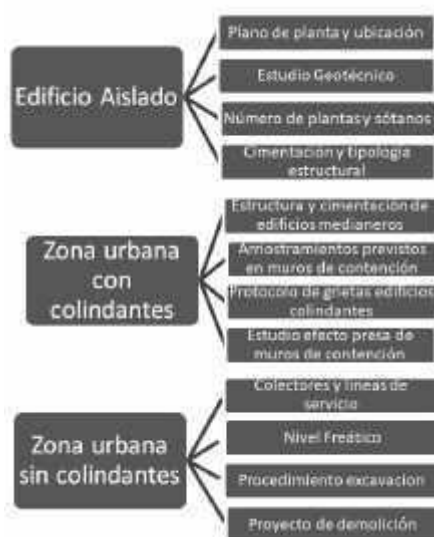 Edificio Aislado
Plano de planta y ubicación
Estudio Geotécnico
Número de plantas y sótanos
Cimentación y tipología
estructural
Zona urbana
con
colindantes
Estructura y cimentación de
edificios medianeros
Arriostramientos previstos
en muros de contención
Protocolo de grietas edificios
colindantes
Estudio efecto presa de
muros de contención
Zona urbana
sin colindantes
Colectores y líneas de
servicio
Nivel Freático
Procedimiento excavacion
Proyecto de demolición